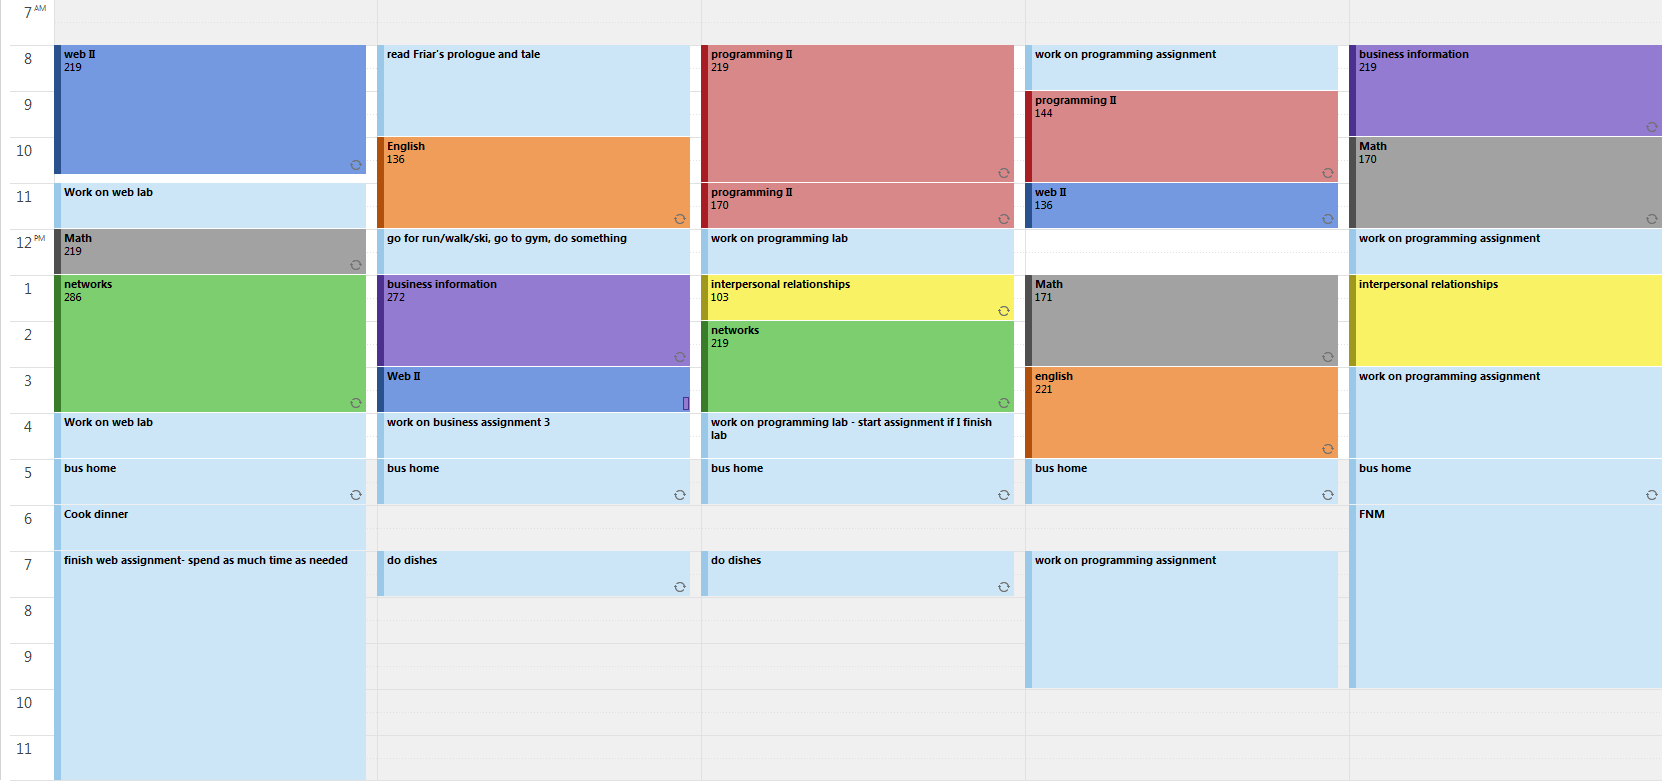 7 AM
8
9
10
11
12 PM
1
2
3
4
5
6
7
8
9
10
11
web II
219
Work on web lab
Math
219
networks
286
Work on web lab
bus home
Cook dinner
finish web assignment- spend as much time as needed
read Friar's prologue and tale
English
136
go for run/walk/ski, go to gym, do something
business information
272
Web II
work on business assignment 3
bus home
do dishes
programming II
219
programming II
170
work on programming lab
interpersonal relationships
103
networks
219
work on programming lab - start assignment if I finish
lab
bus home
do dishes
work on programming assignment
programming II
144
web II
136
Math
171
english
221
bus home
work on programming assignment
business information
219
Math
170
work on programming assignment
interpersonal relationships
work on programming assignment
bus home
FNM